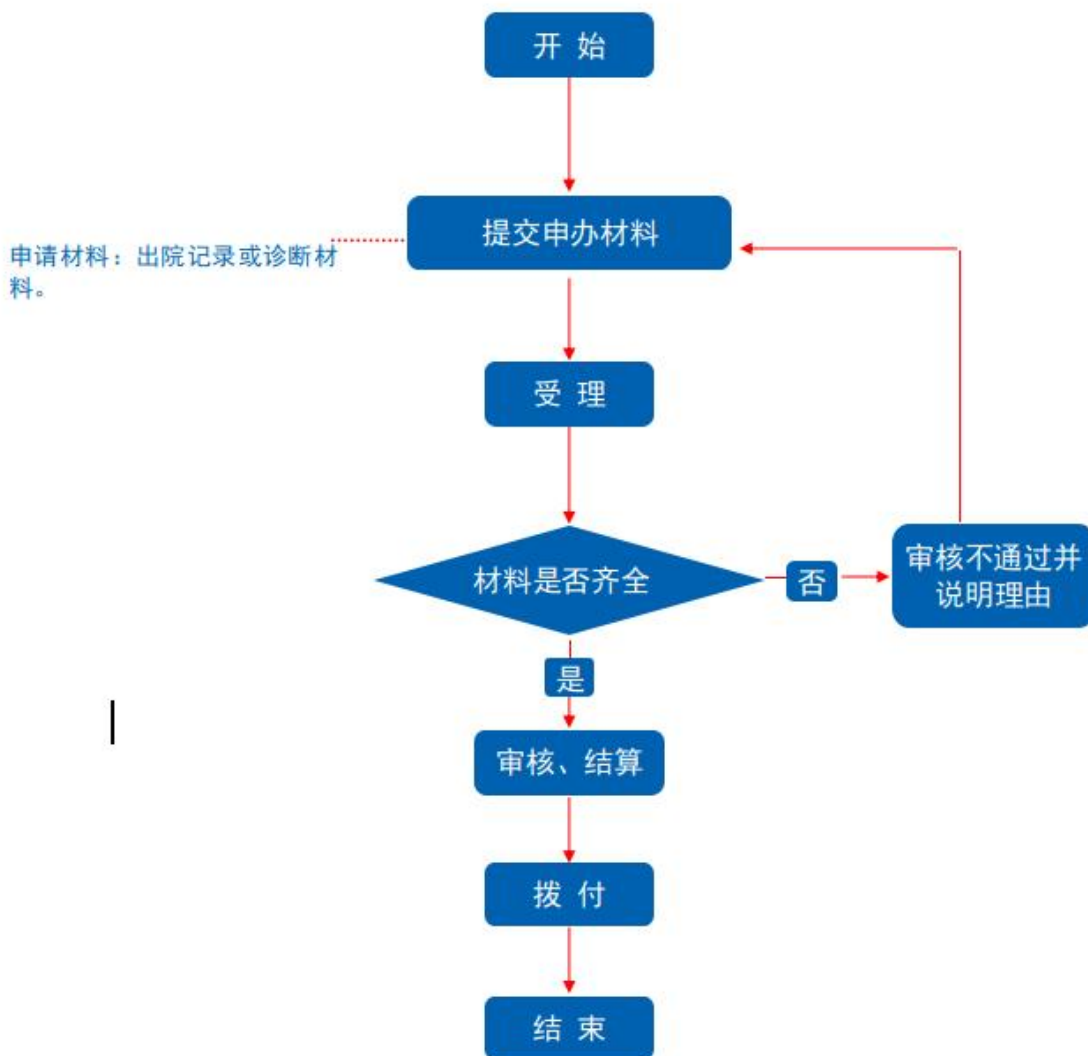 开 始
提交申办材料
申请材料：出院记录或诊断材
料。
受 理
材料是否齐全
否
审核不通过并
说明理由
是
审核、结算
拨 付
结 束